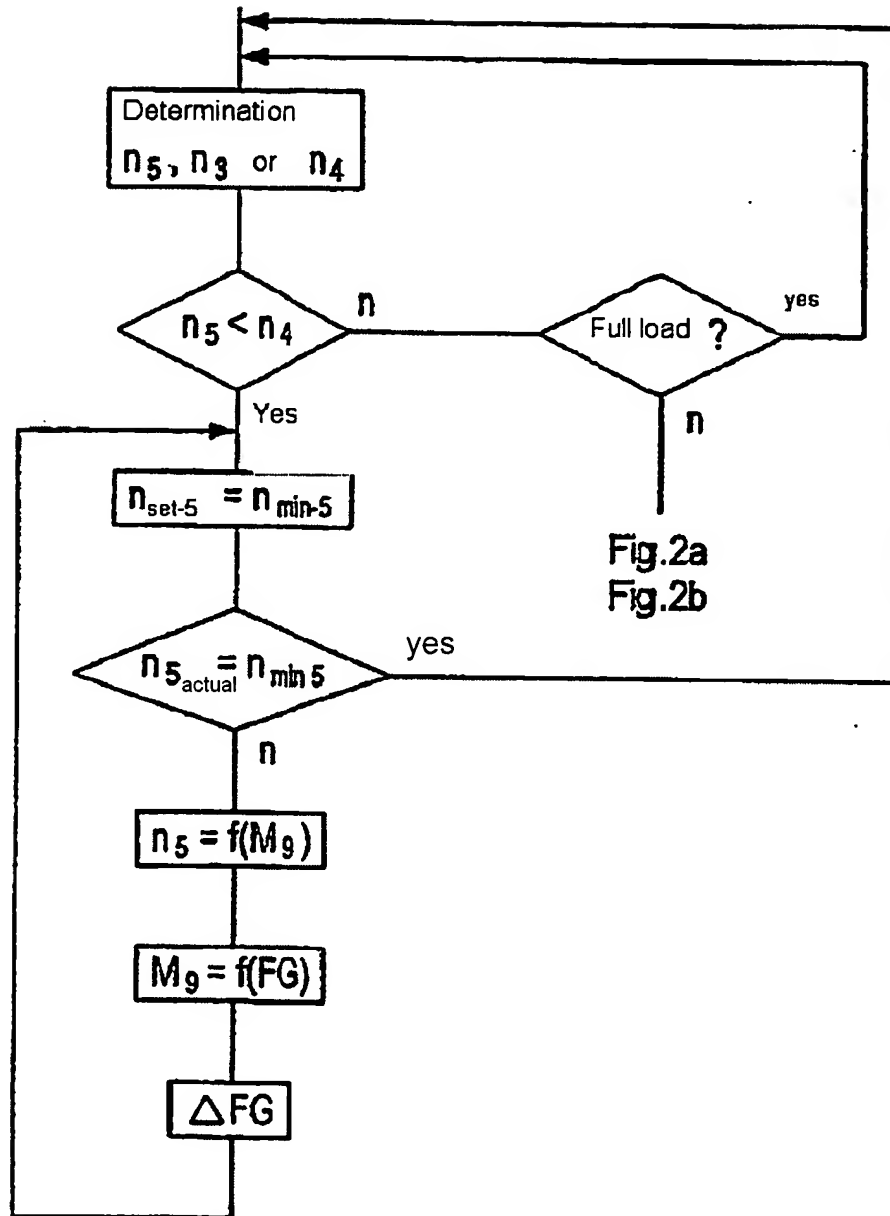 Determination
n5, n3 or n4
n5 < n4
n
Full load ?
yes
n
Yes
nset-5 = nmin-5
Fig.2a
Fig.2b
n5actual = nmin5
yes
n
n5 = f(M9)
M9 = f(FG)
△FG